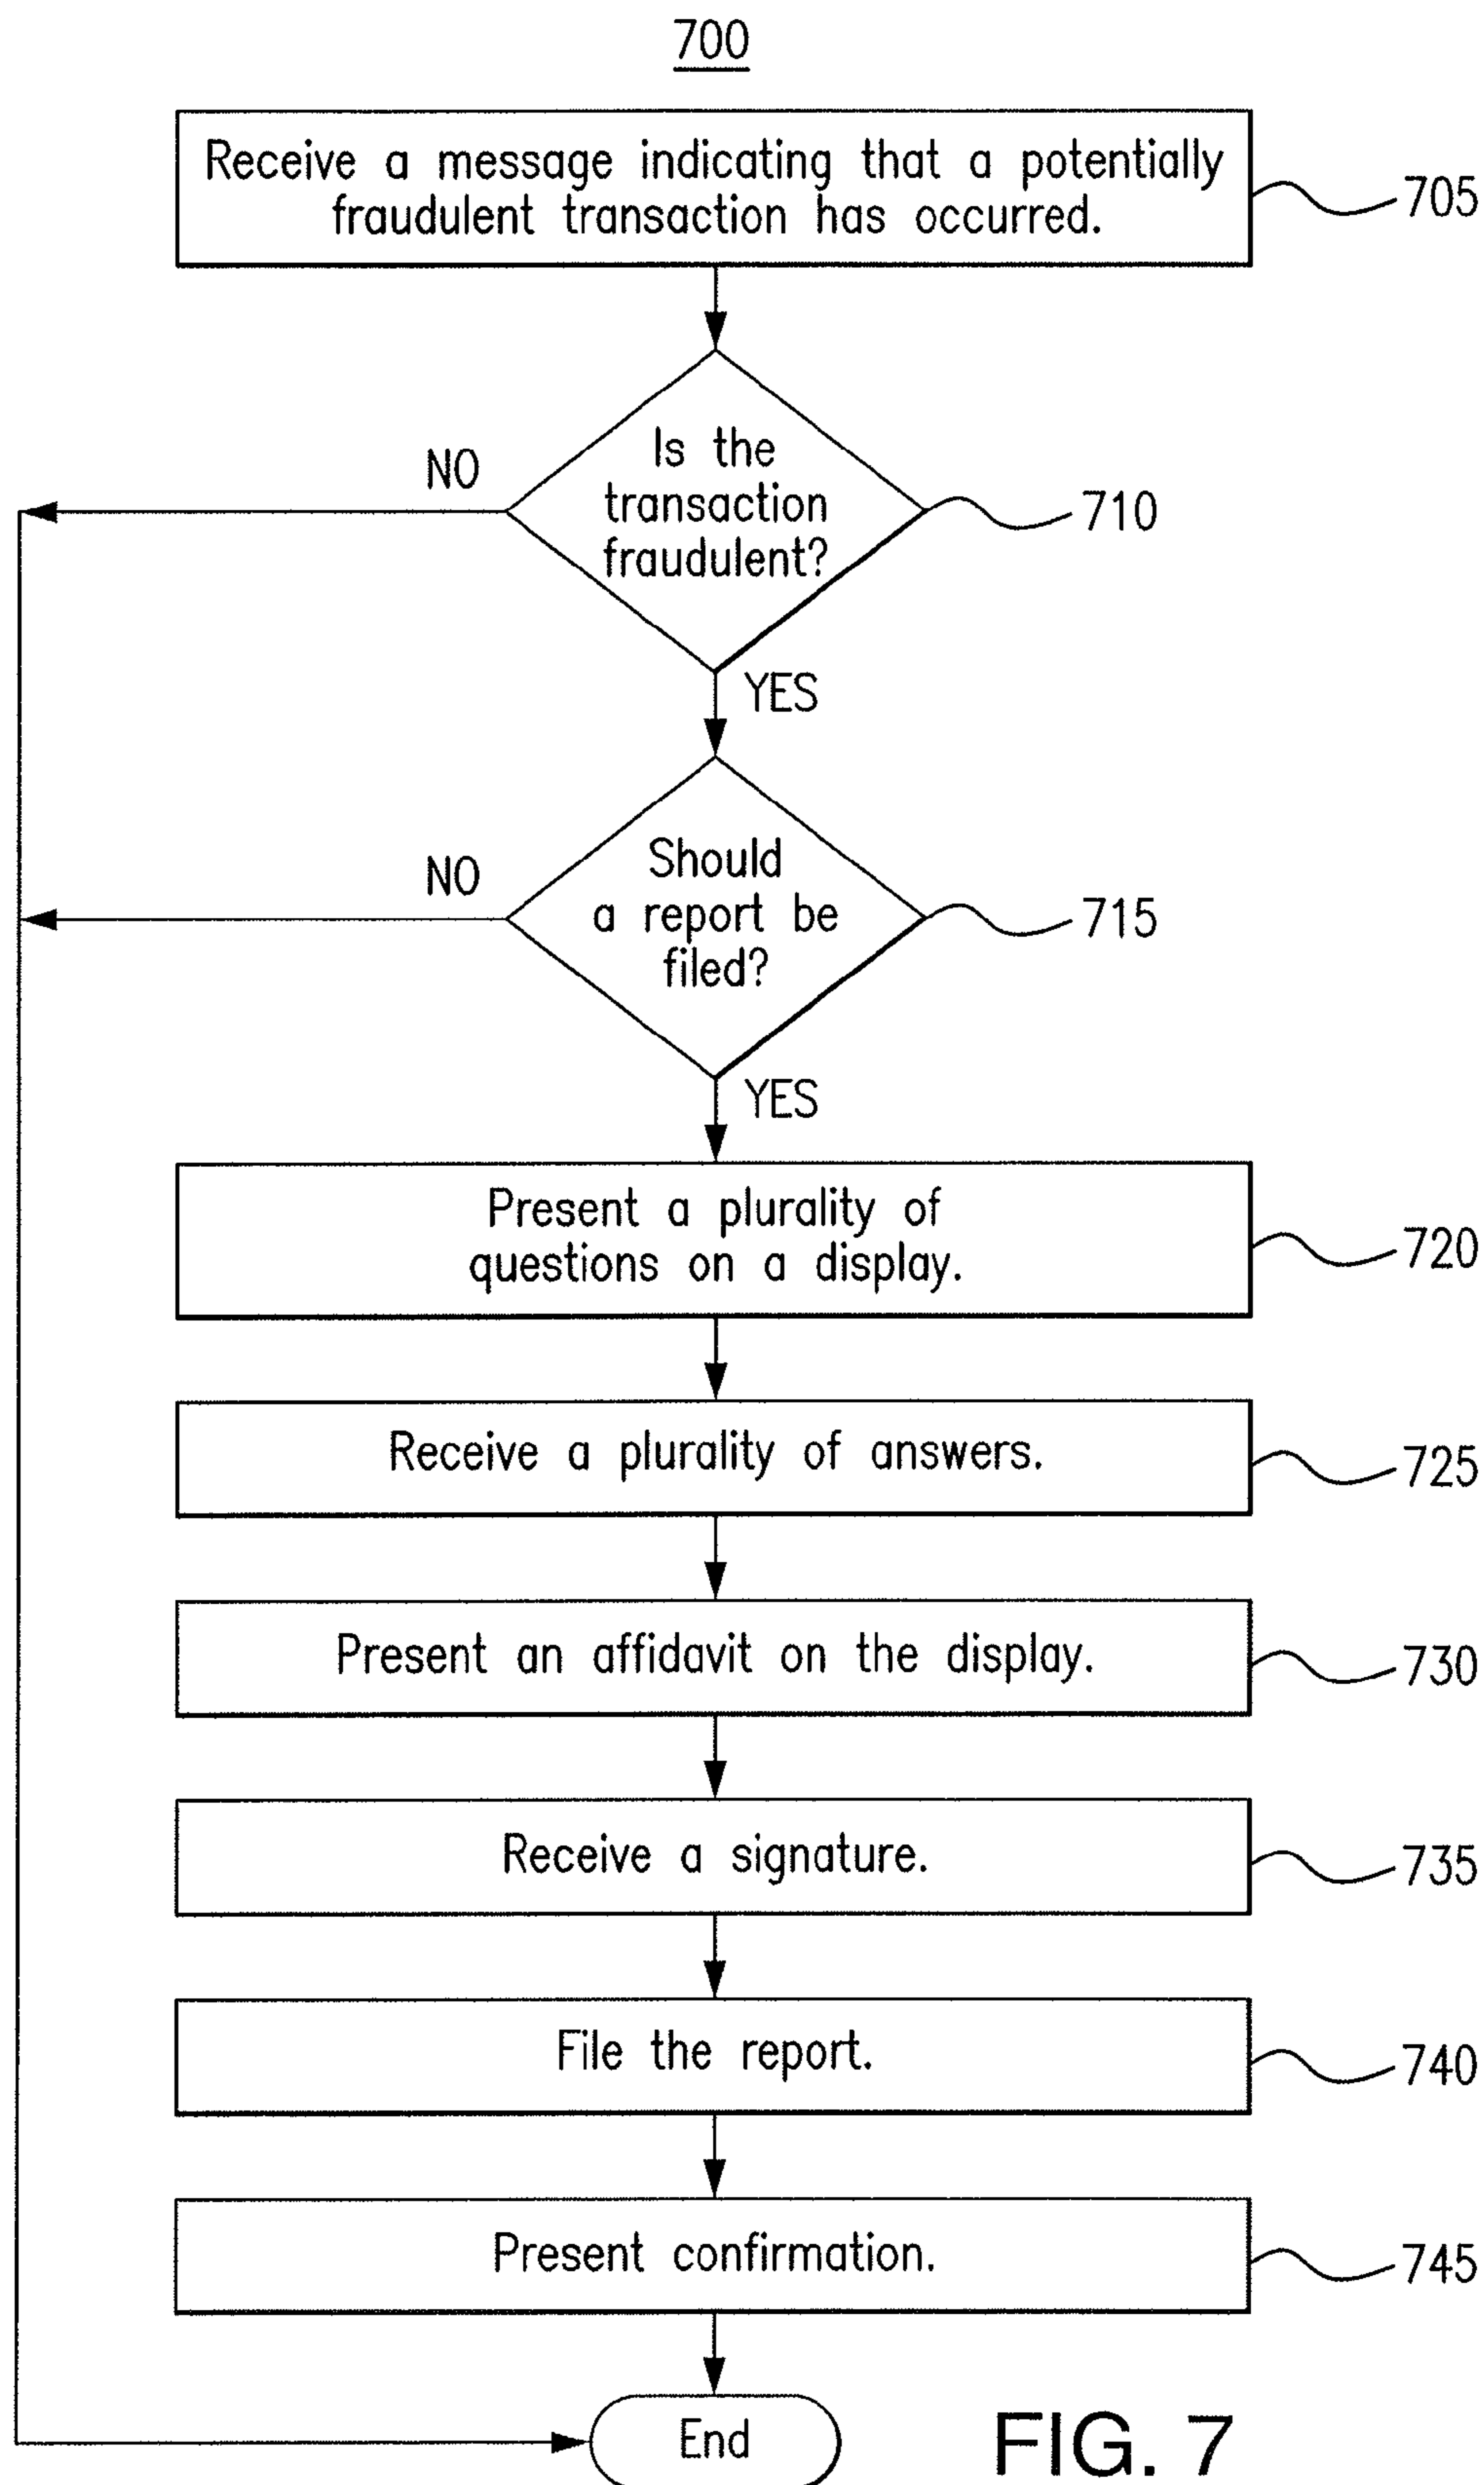 700
Receive a message indicating that a potentially
fraudulent transaction has occurred.
705
Is the
transaction
fraudulent?
NO
710
YES
Should
a report be
filed?
NO
715
YES
Present a plurality of
questions on a display.
720
Receive a plurality of answers.
725
Present an affidavit on the display.
730
Receive a signature.
735
File the report.
740
Present confirmation.
745
End
FIG. 7